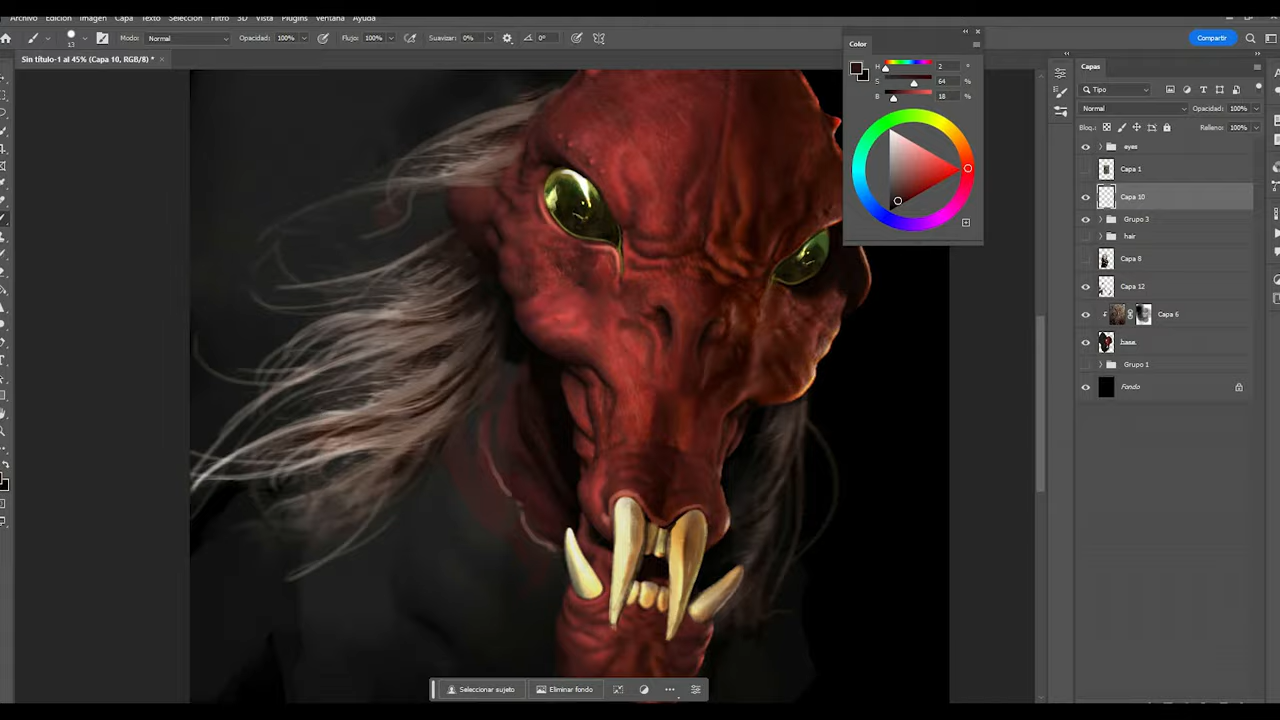 Archivo Edición Imagen Capa Texto Selección Filtro 3D Vista Plugins Ventana Ayuda
13 Modo: Normal Opacidad: 100% Flujo: 100% Suavizar: 0% 0° Compartir
Sin título-1 al 45% (Capa 10, RGB/8) * ×
Color
H 2 °
S 64 %
B 18 %
Capas
Tipo
Normal Opacidad: 100%
Bloq.: Relleno: 100%
eyes
Capa 1
Capa 10
Grupo 3
hair
Capa 8
Capa 12
Capa 6
base
Grupo 1
Fondo
Seleccionar sujeto Eliminar fondo